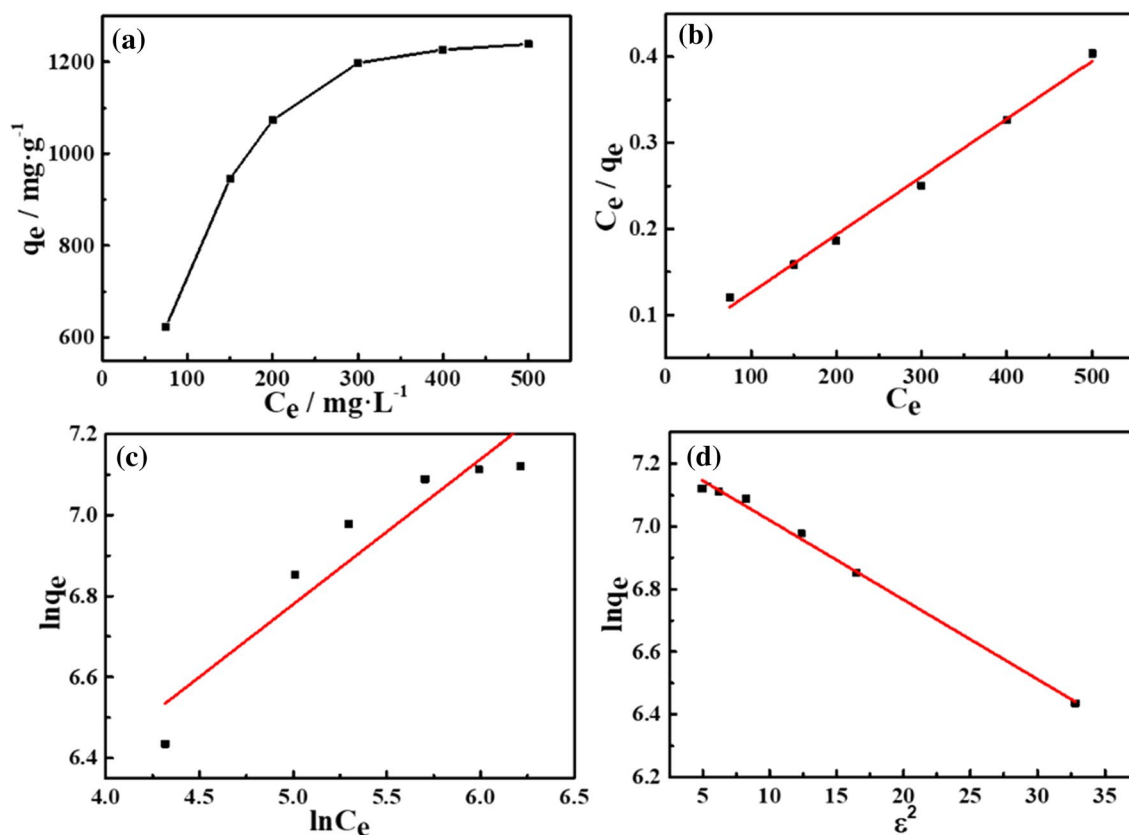 (a)
1200
1000
800
600
qe / mg·g-1
0 100 200 300 400 500
Ce / mg·L-1
(b)
0.4
0.3
0.2
0.1
Ce / qe
0 100 200 300 400 500
Ce
(c)
7.2
7.0
6.8
6.6
6.4
lnqe
4.0 4.5 5.0 5.5 6.0 6.5
lnCe
(d)
7.2
7.0
6.8
6.6
6.4
6.2
lnqe
5 10 15 20 25 30 35
ε2